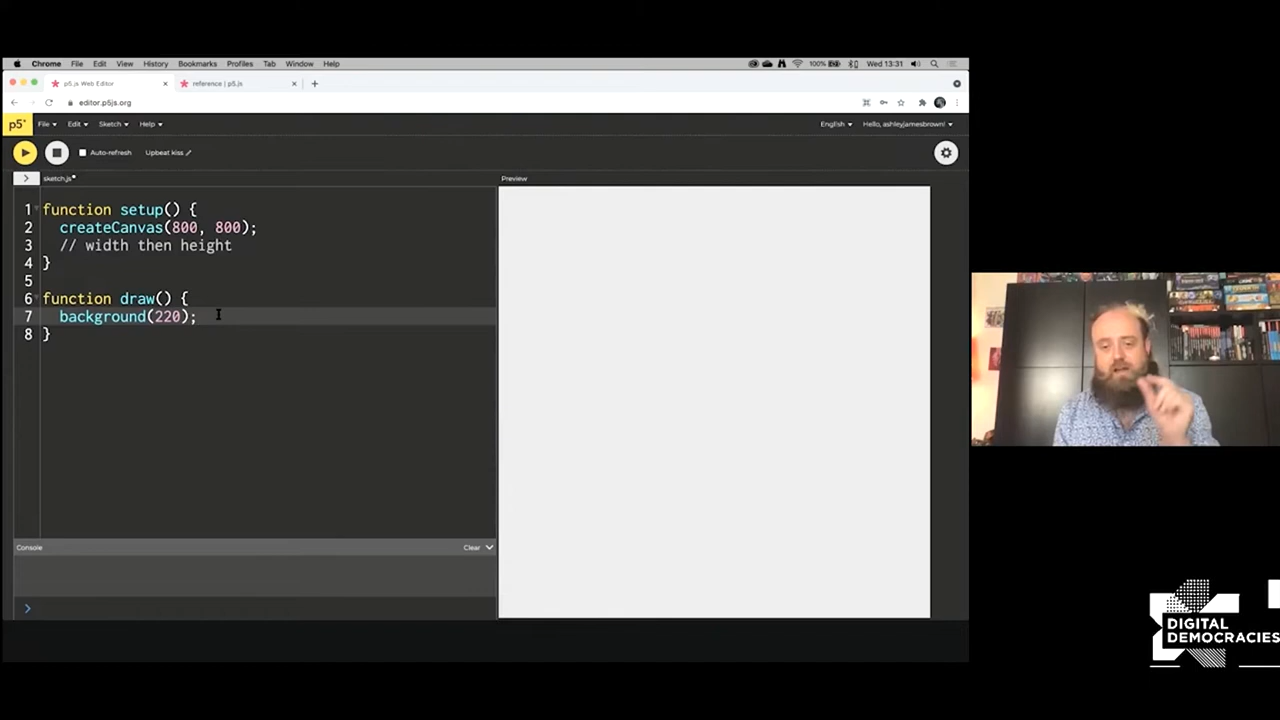 Chrome File Edit View History Bookmarks Profiles Tab Window Help 100% Wed 13:31
p5.js Web Editor × reference | p5.js × +
editor.p5js.org
p5* File Edit Sketch Help English Hello, ashleyjamesbrown!
Auto-refresh Upbeat kiss
> sketch.js* Preview
1 function setup() {
2 createCanvas(800, 800);
3 // width then height
4 }
5
6 function draw() {
7 background(220);
8 }
Console Clear
>
DIGITAL
DEMOCRACIES